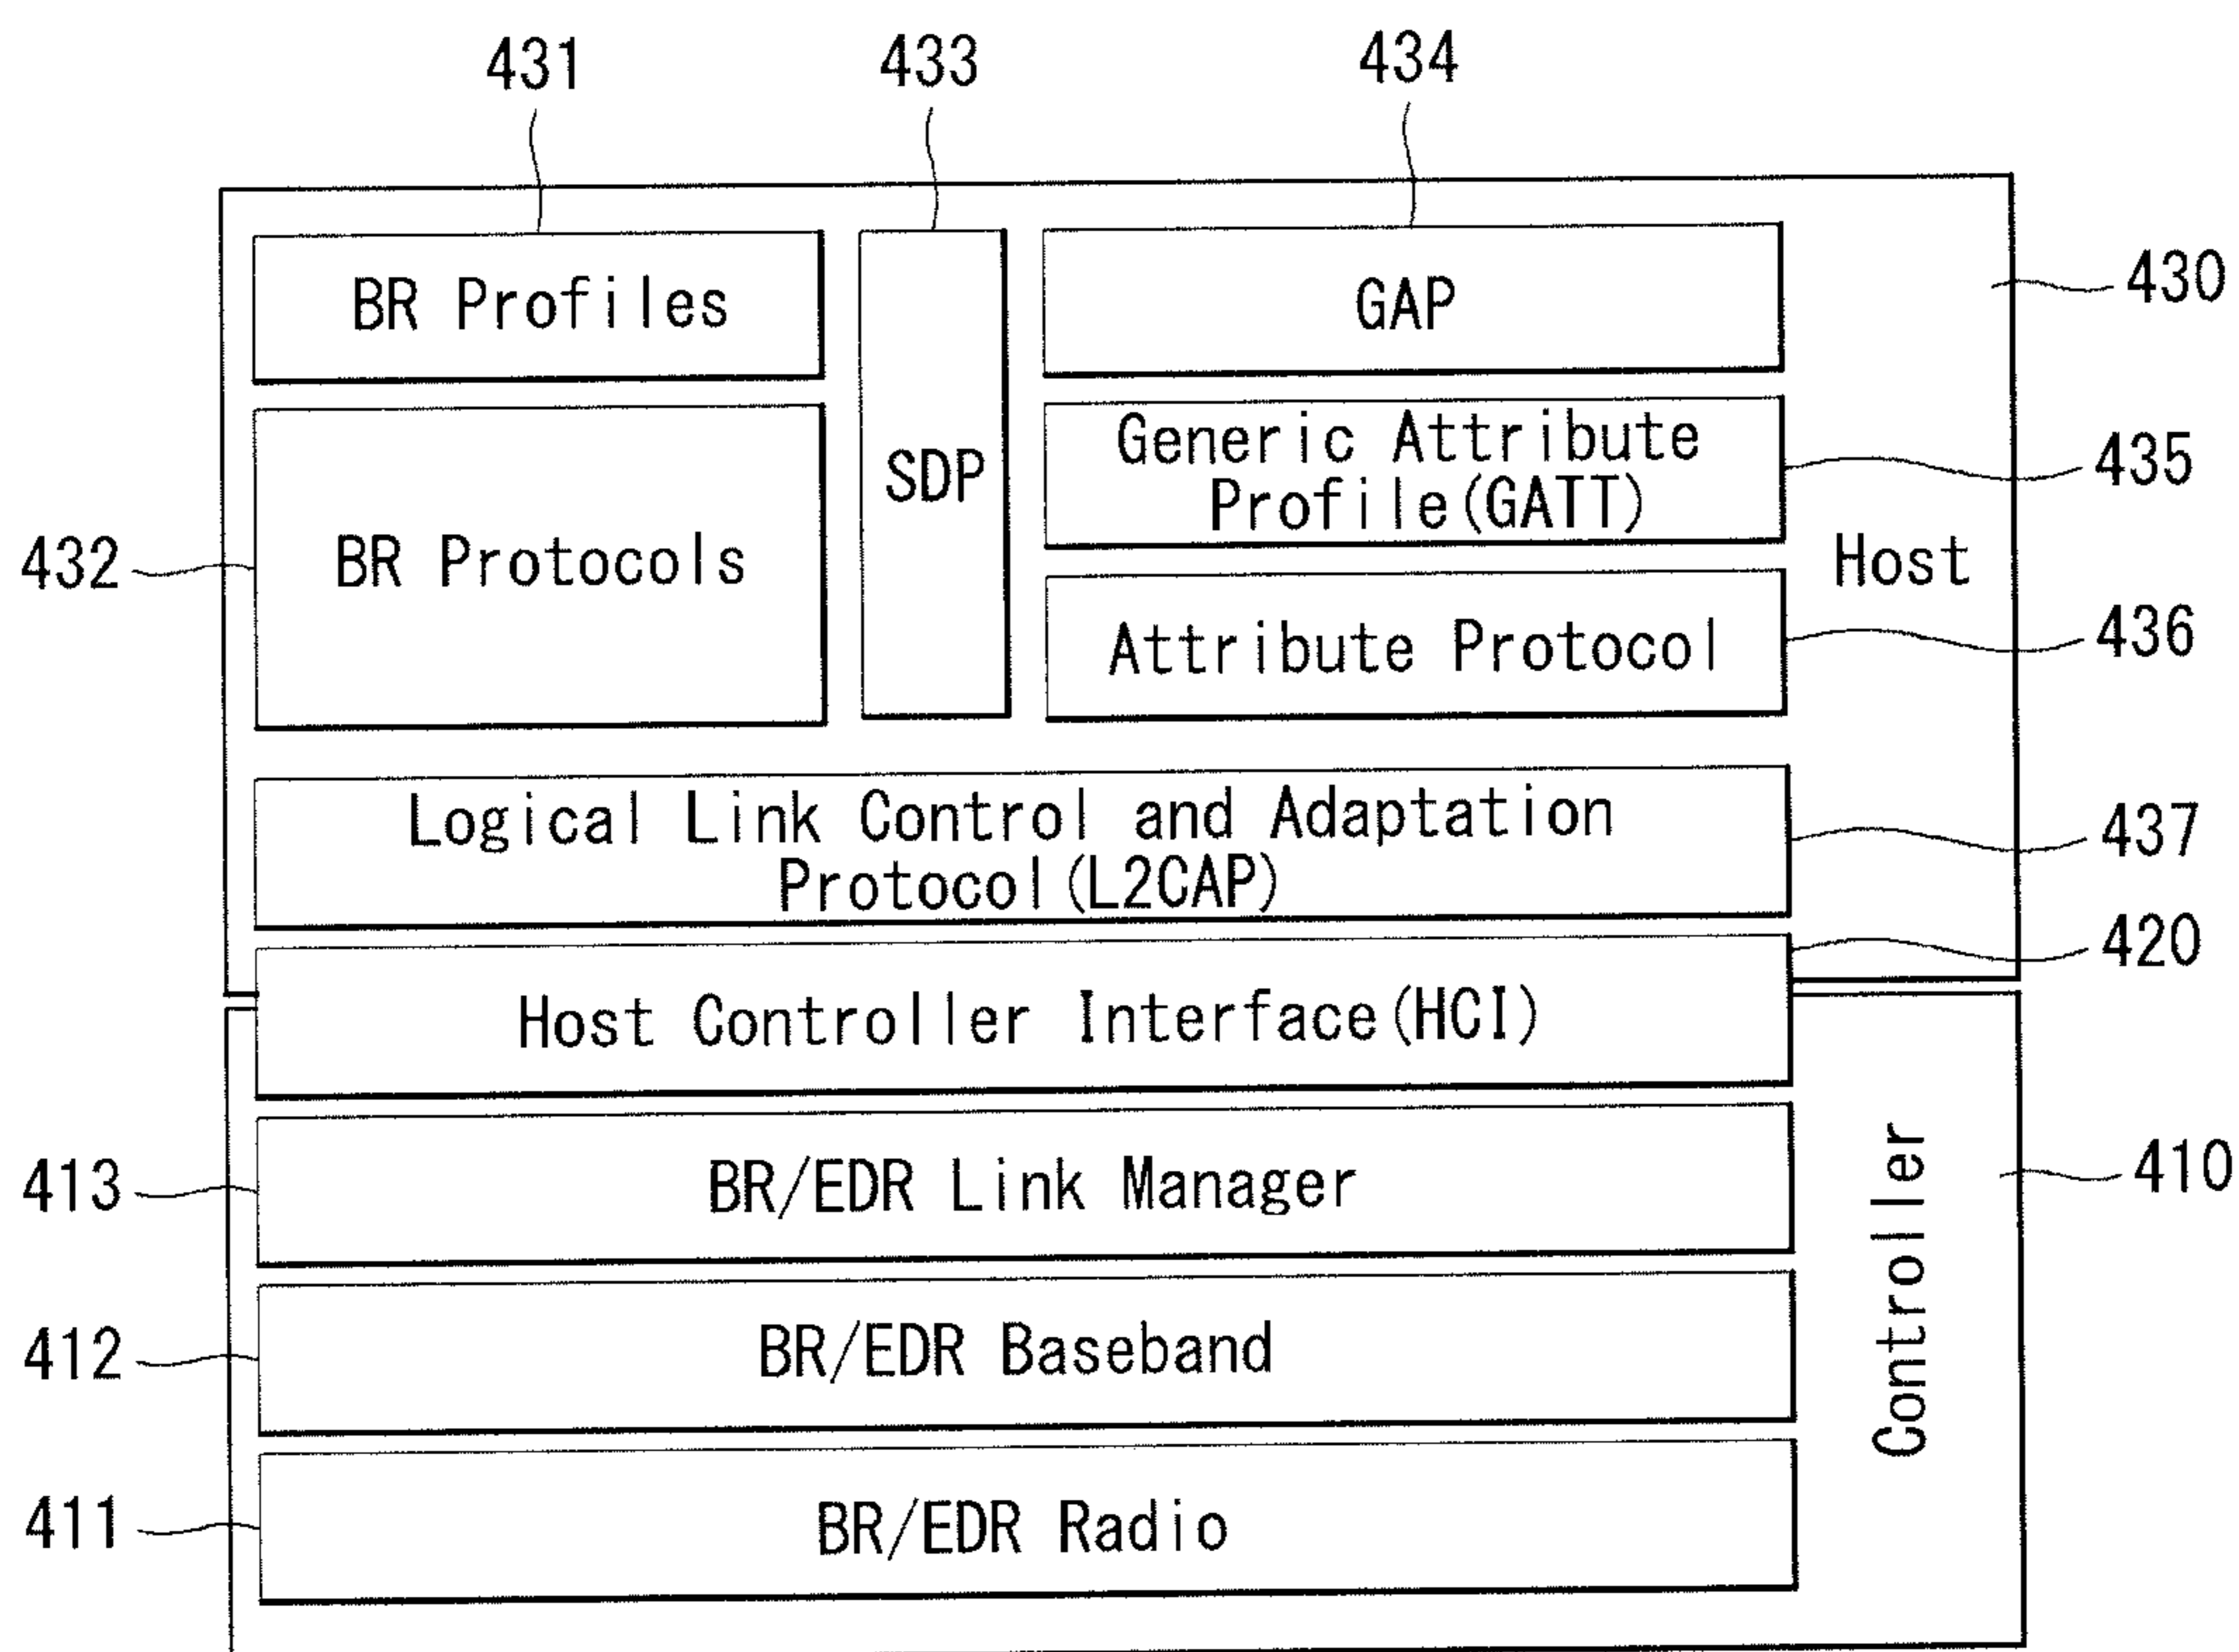 431
433
434
BR Profiles
GAP
430
SDP
Generic Attribute
Profile(GATT)
435
432
BR Protocols
Host
Attribute Protocol
436
Logical Link Control and Adaptation
Protocol(L2CAP)
437
420
Host Controller Interface(HCI)
413
BR/EDR Link Manager
410
Controller
412
BR/EDR Baseband
411
BR/EDR Radio